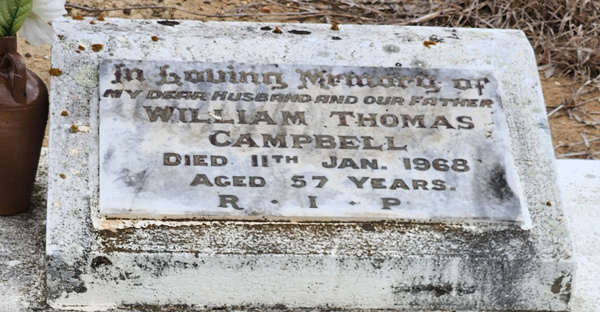 In Loving Memory of
MY DEAR HUSBAND AND OUR FATHER
WILLIAM THOMAS
CAMPBELL
DIED 11TH JAN. 1968
AGED 57 YEARS.
R · I · P